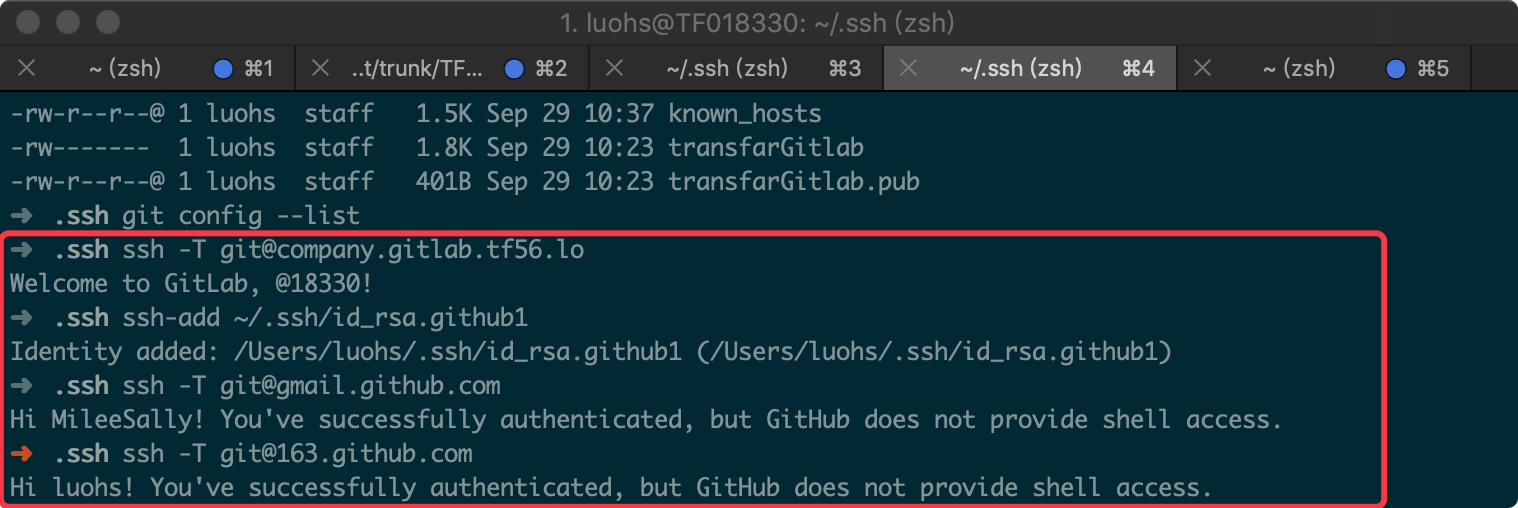 1. luohs@TF018330: ~/.ssh (zsh)
~ (zsh) ⌘1 ..t/trunk/TF... ⌘2 ~/.ssh (zsh) ⌘3 ~/.ssh (zsh) ⌘4 ~ (zsh) ⌘5
-rw-r--r--@ 1 luohs  staff   1.5K Sep 29 10:37 known_hosts
-rw-------  1 luohs  staff   1.8K Sep 29 10:23 transfarGitlab
-rw-r--r--@ 1 luohs  staff   401B Sep 29 10:23 transfarGitlab.pub
➜  .ssh git config --list
➜  .ssh ssh -T git@company.gitlab.tf56.lo
Welcome to GitLab, @18330!
➜  .ssh ssh-add ~/.ssh/id_rsa.github1
Identity added: /Users/luohs/.ssh/id_rsa.github1 (/Users/luohs/.ssh/id_rsa.github1)
➜  .ssh ssh -T git@gmail.github.com
Hi MileeSally! You've successfully authenticated, but GitHub does not provide shell access.
➜  .ssh ssh -T git@163.github.com
Hi luohs! You've successfully authenticated, but GitHub does not provide shell access.